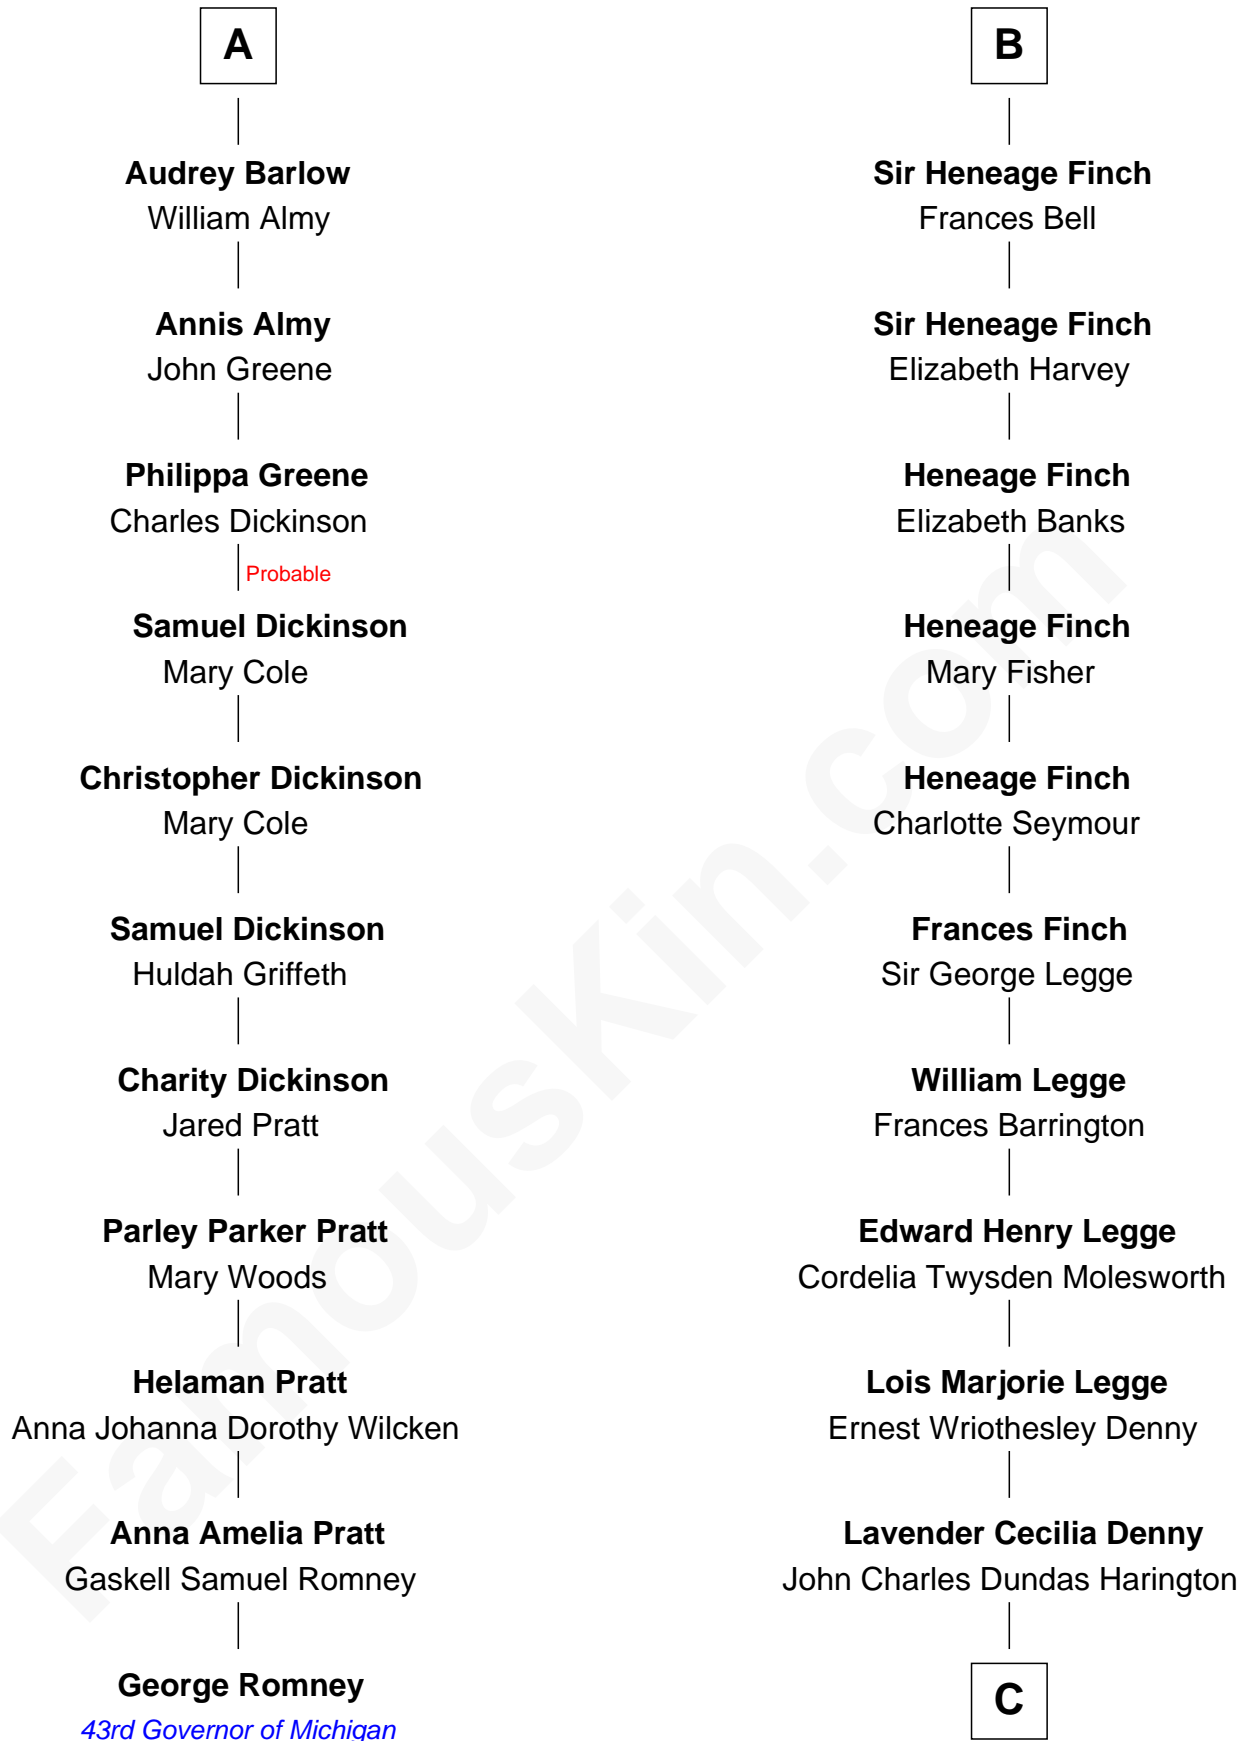 A
Audrey Barlow
William Almy
Annis Almy
John Greene
Philippa Greene
Charles Dickinson
Probable
Samuel Dickinson
Mary Cole
Christopher Dickinson
Mary Cole
Samuel Dickinson
Huldah Griffeth
Charity Dickinson
Jared Pratt
Parley Parker Pratt
Mary Woods
Helaman Pratt
Anna Johanna Dorothy Wilcken
Anna Amelia Pratt
Gaskell Samuel Romney
George Romney
43rd Governor of Michigan
B
Sir Heneage Finch
Frances Bell
Sir Heneage Finch
Elizabeth Harvey
Heneage Finch
Elizabeth Banks
Heneage Finch
Mary Fisher
Heneage Finch
Charlotte Seymour
Frances Finch
Sir George Legge
William Legge
Frances Barrington
Edward Henry Legge
Cordelia Twysden Molesworth
Lois Marjorie Legge
Ernest Wriothesley Denny
Lavender Cecilia Denny
John Charles Dundas Harington
C
FamousKin.com